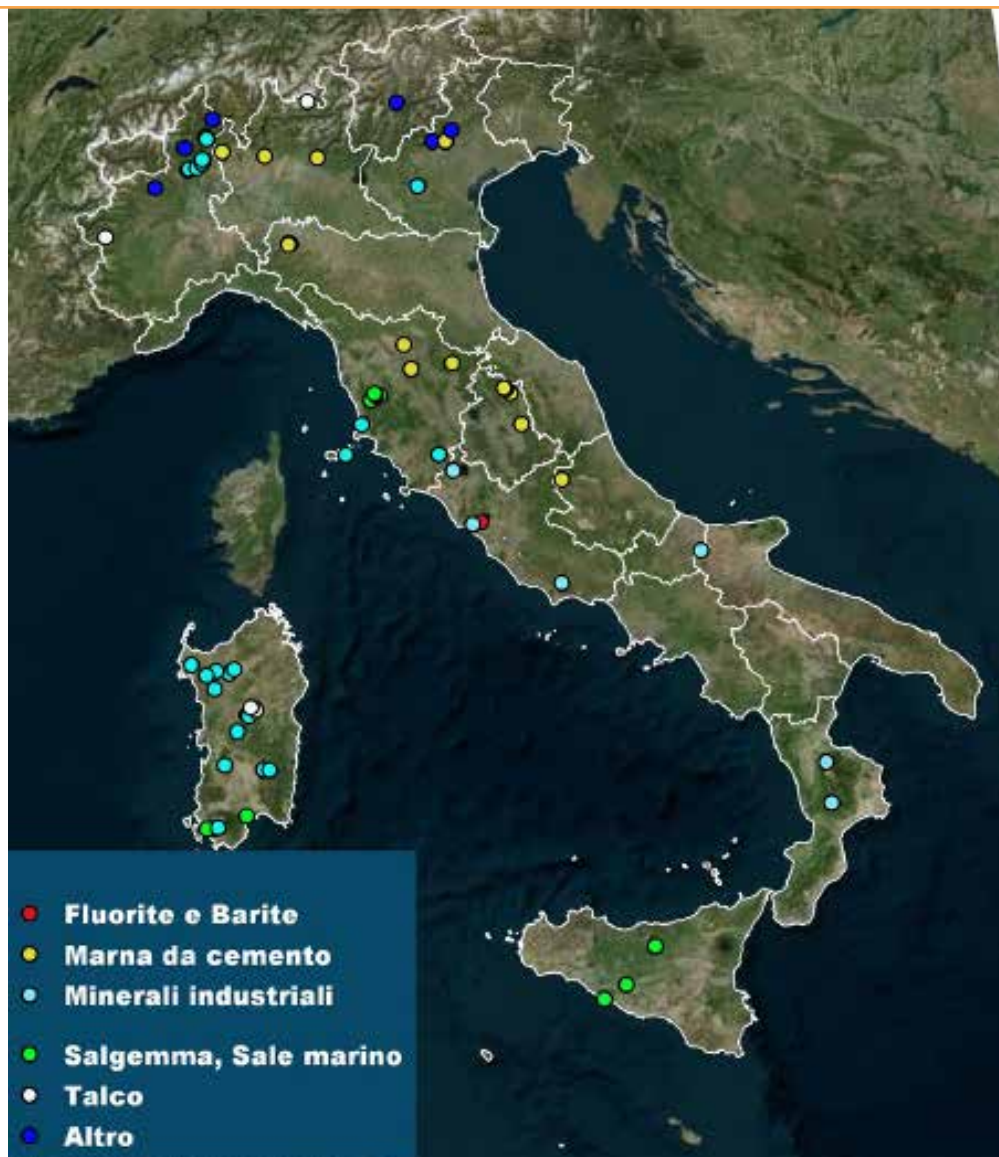 Fluorite e Barite
Marna da cemento
Minerali industriali
Salgemma, Sale marino
Talco
Altro